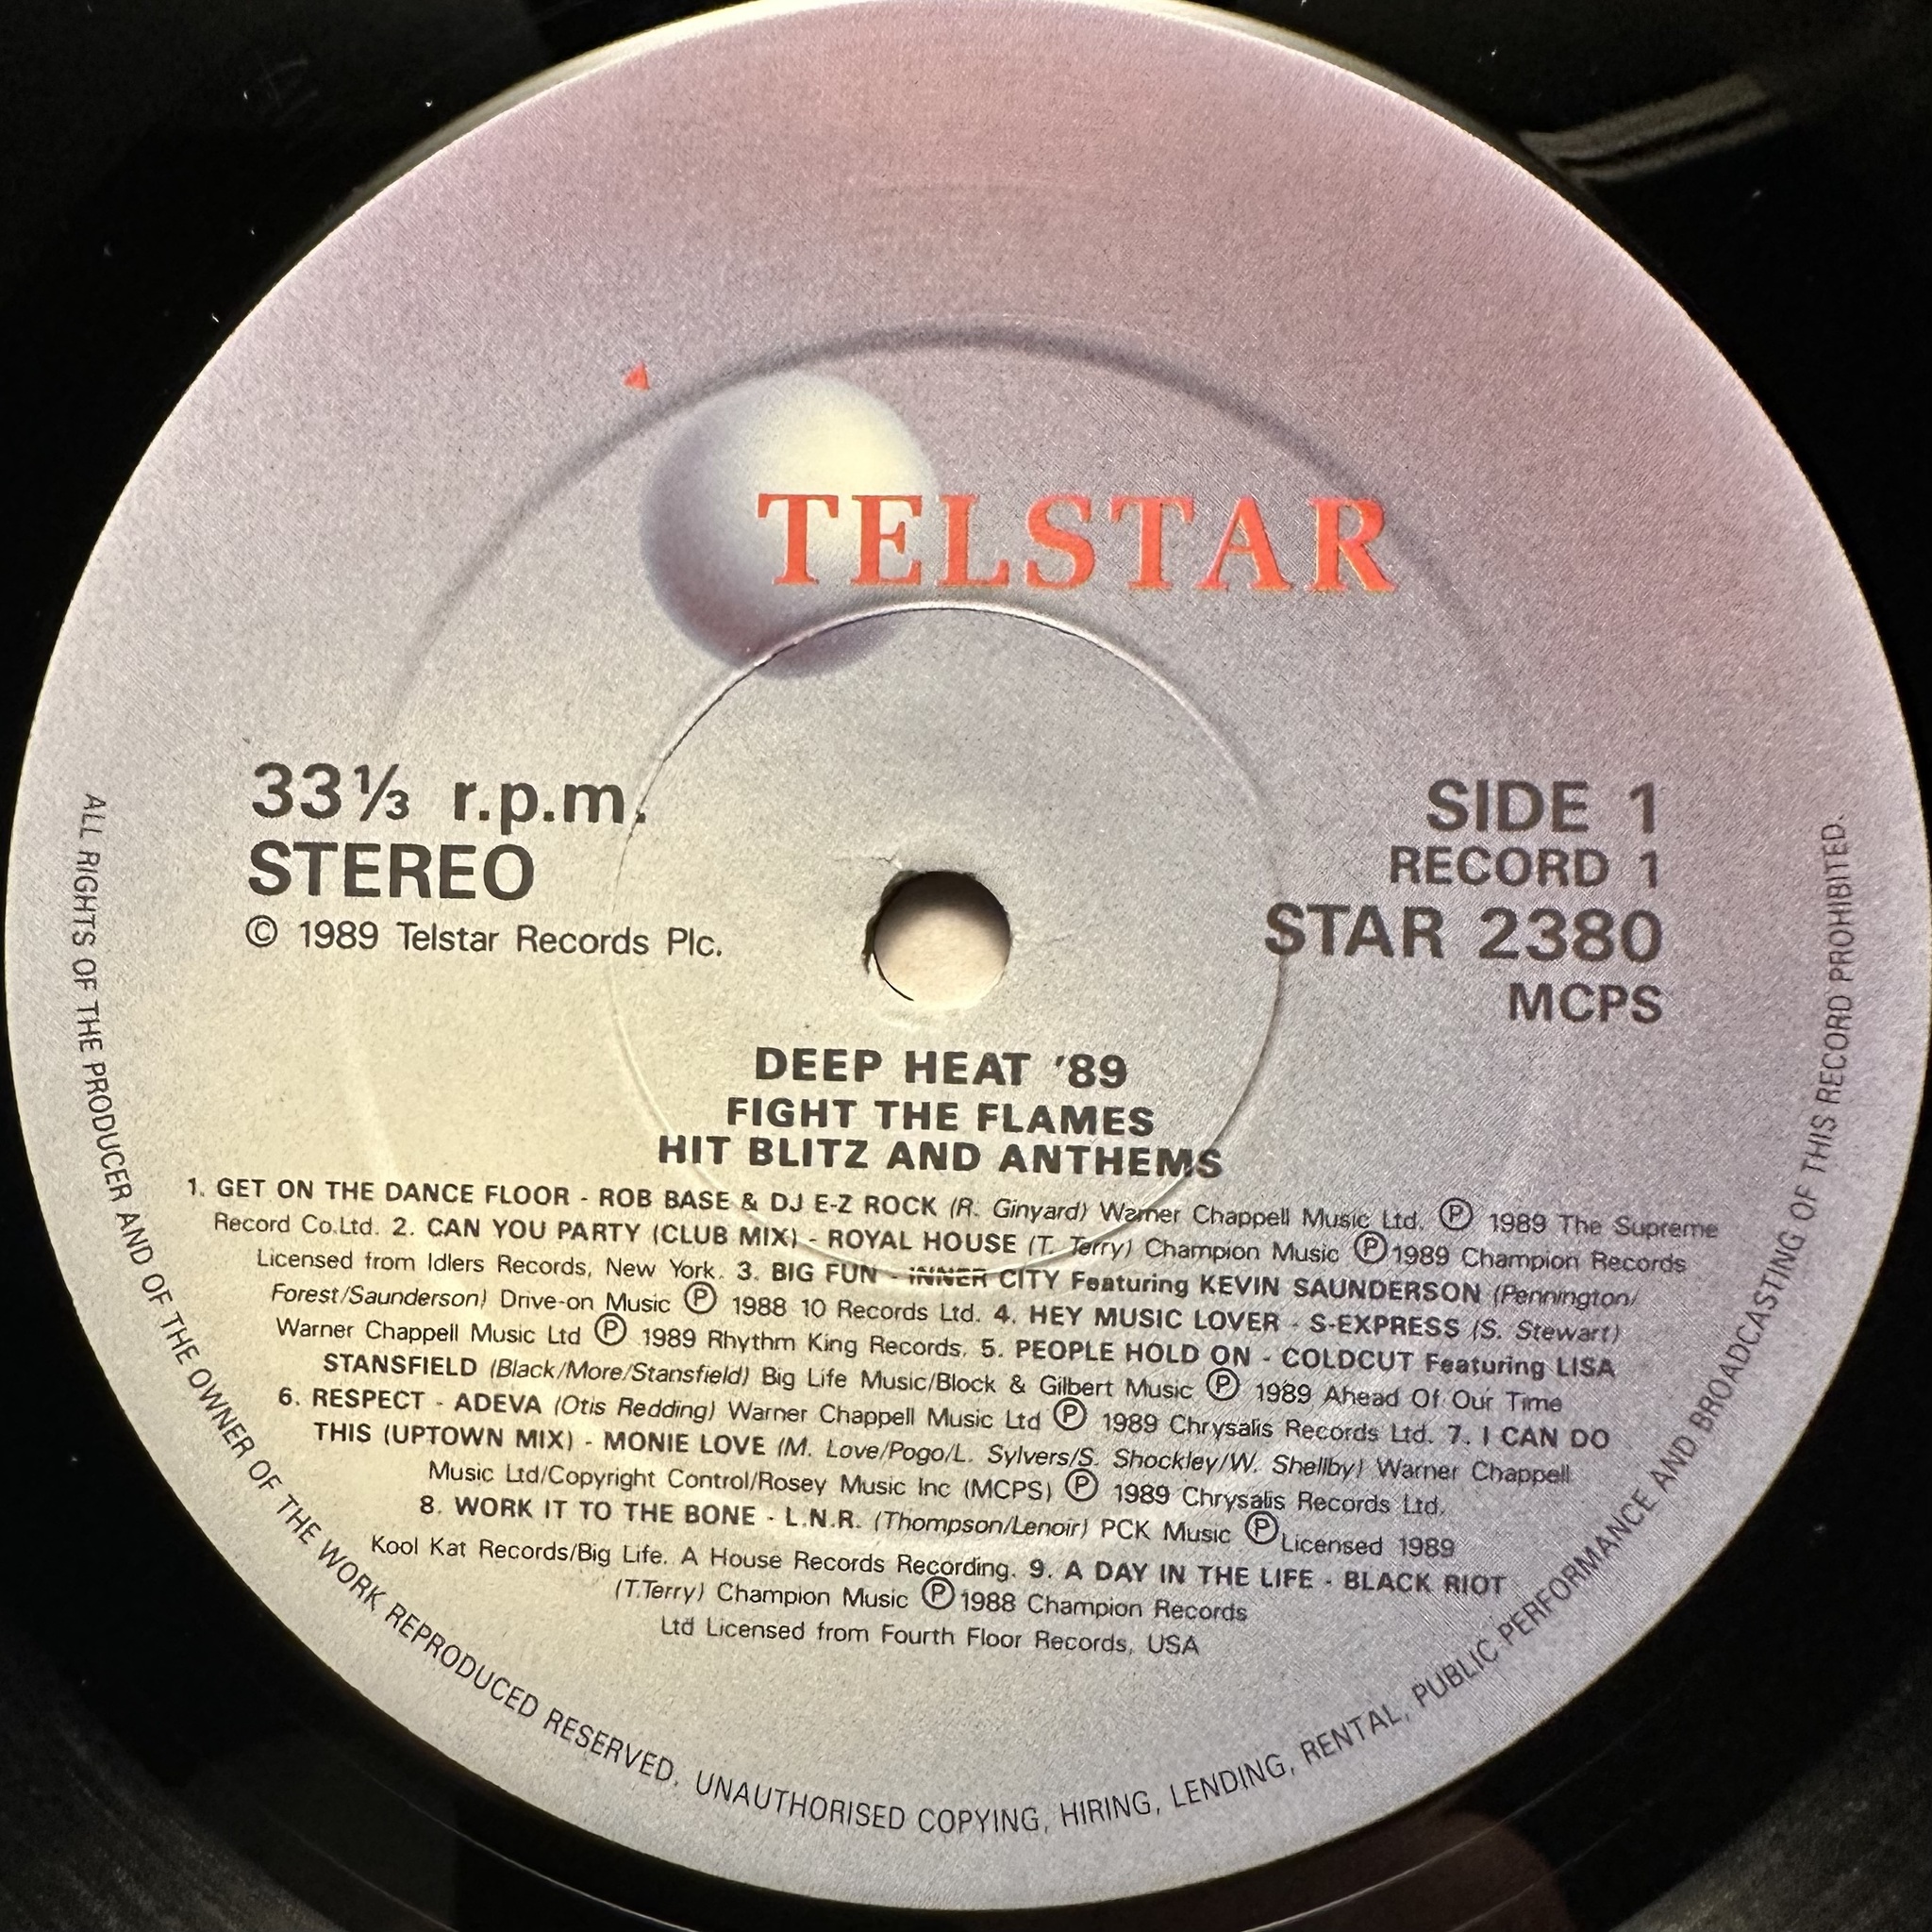 TELSTAR
33⅓ r.p.m.
STEREO
© 1989 Telstar Records Plc.
SIDE 1
RECORD 1
STAR 2380
MCPS
DEEP HEAT '89
FIGHT THE FLAMES
HIT BLITZ AND ANTHEMS
1. GET ON THE DANCE FLOOR - ROB BASE & DJ E-Z ROCK (R. Ginyard) Warner Chappell Music Ltd. ℗ 1989 The Supreme
Record Co.Ltd. 2. CAN YOU PARTY (CLUB MIX) - ROYAL HOUSE (T. Terry) Champion Music ℗1989 Champion Records
Licensed from Idlers Records, New York. 3. BIG FUN - INNER CITY Featuring KEVIN SAUNDERSON (Pennington/
Forest/Saunderson) Drive-on Music ℗ 1988 10 Records Ltd. 4. HEY MUSIC LOVER - S-EXPRESS (S. Stewart)
Warner Chappell Music Ltd ℗ 1989 Rhythm King Records. 5. PEOPLE HOLD ON - COLDCUT Featuring LISA
STANSFIELD (Black/More/Stansfield) Big Life Music/Block & Gilbert Music ℗ 1989 Ahead Of Our Time
6. RESPECT - ADEVA (Otis Redding) Warner Chappell Music Ltd ℗ 1989 Chrysalis Records Ltd. 7. I CAN DO
THIS (UPTOWN MIX) - MONIE LOVE (M. Love/Pogo/L. Sylvers/S. Shockley/W. Shellby) Warner Chappell
Music Ltd/Copyright Control/Rosey Music Inc (MCPS) ℗ 1989 Chrysalis Records Ltd.
8. WORK IT TO THE BONE - L.N.R. (Thompson/Lenoir) PCK Music ℗Licensed 1989
Kool Kat Records/Big Life. A House Records Recording. 9. A DAY IN THE LIFE - BLACK RIOT
(T.Terry) Champion Music ℗1988 Champion Records
Ltd Licensed from Fourth Floor Records, USA
ALL RIGHTS OF THE PRODUCER AND OF THE OWNER OF THE WORK REPRODUCED RESERVED. UNAUTHORISED COPYING, HIRING, LENDING, RENTAL, PUBLIC PERFORMANCE AND BROADCASTING OF THIS RECORD PROHIBITED.